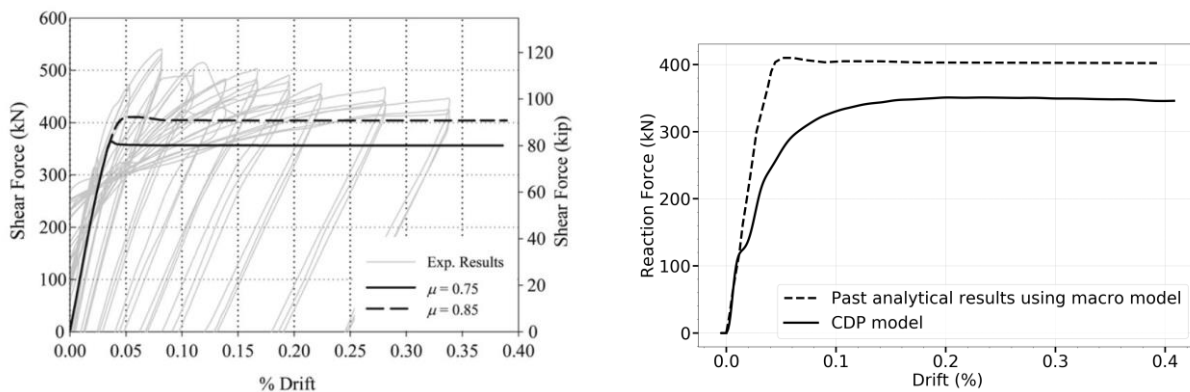 600
500
400
300
200
100
0
Shear Force (kN)
120
100
80
60
40
20
0
Shear Force (kip)
Exp. Results
μ = 0.75
μ = 0.85
0.00 0.05 0.10 0.15 0.20 0.25 0.30 0.35 0.40
% Drift
400
300
200
100
0
Reaction Force (kN)
Past analytical results using macro model
CDP model
0.0 0.1 0.2 0.3 0.4
Drift (%)